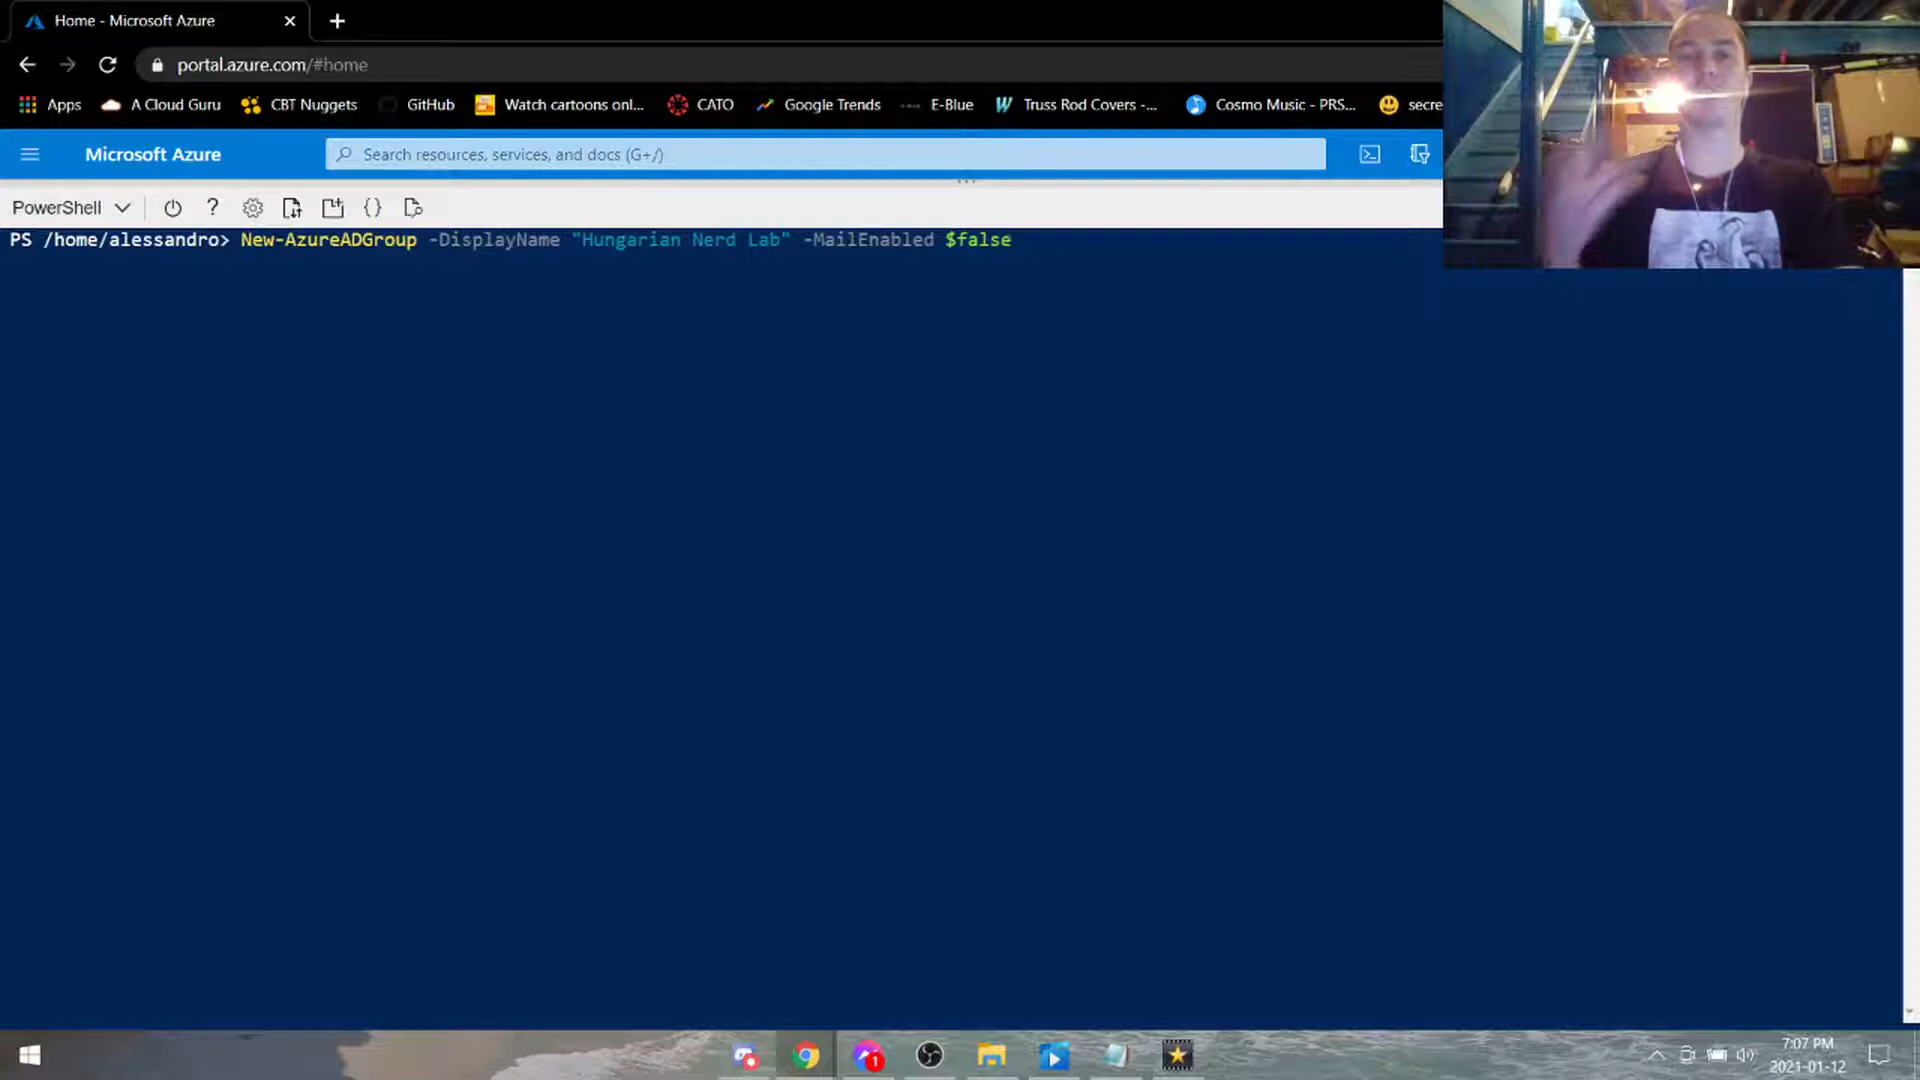 Home - Microsoft Azure
portal.azure.com/#home
Apps A Cloud Guru CBT Nuggets GitHub Watch cartoons onl... CATO Google Trends E-Blue Truss Rod Covers -... Cosmo Music - PRS... secre
Microsoft Azure Search resources, services, and docs (G+/)
PowerShell ?
PS /home/alessandro> New-AzureADGroup -DisplayName "Hungarian Nerd Lab" -MailEnabled $false
1
7:07 PM
2021-01-12